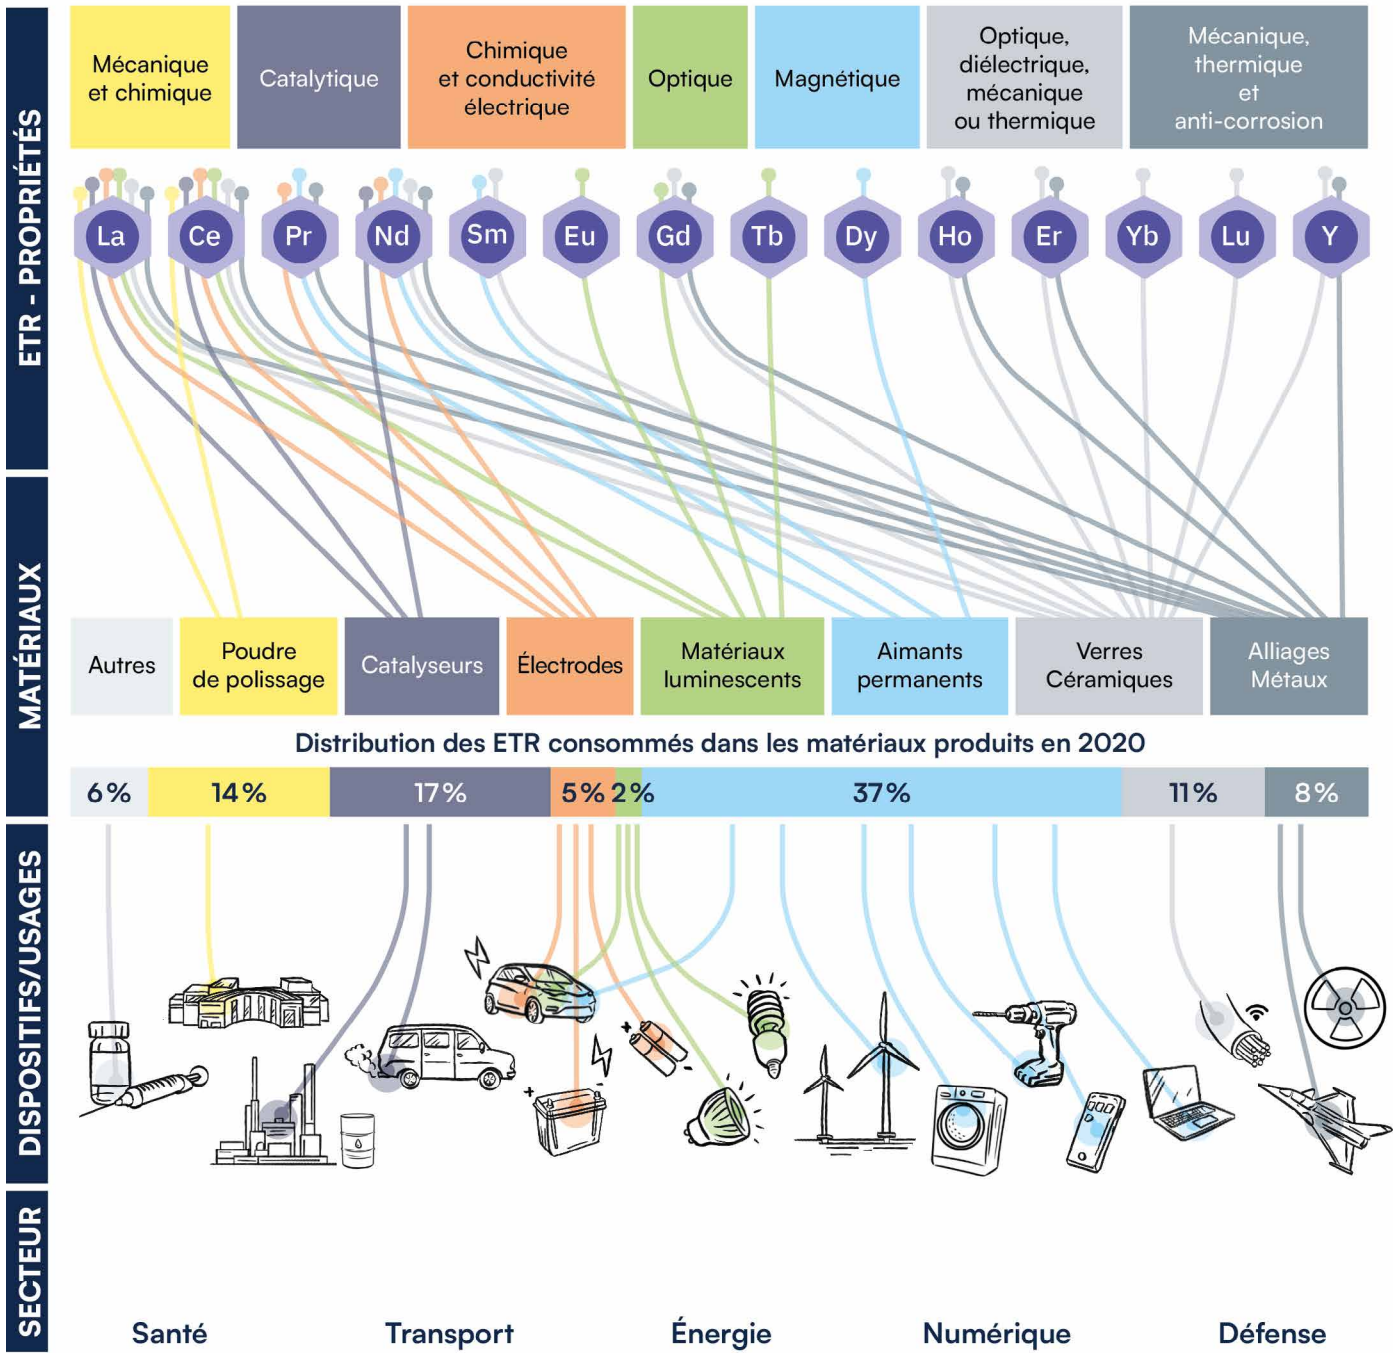 ETR - PROPRIÉTÉS
Mécanique
et chimique
Catalytique
Chimique
et conductivité
électrique
Optique
Magnétique
Optique,
diélectrique,
mécanique
ou thermique
Mécanique,
thermique
et
anti-corrosion
La
Ce
Pr
Nd
Sm
Eu
Gd
Tb
Dy
Ho
Er
Yb
Lu
Y
MATÉRIAUX
Autres
Poudre
de polissage
Catalyseurs
Électrodes
Matériaux
luminescents
Aimants
permanents
Verres
Céramiques
Alliages
Métaux
Distribution des ETR consommés dans les matériaux produits en 2020
6%
14%
17%
5%
2%
37%
11%
8%
DISPOSITIFS/USAGES
SECTEUR
Santé
Transport
Énergie
Numérique
Défense